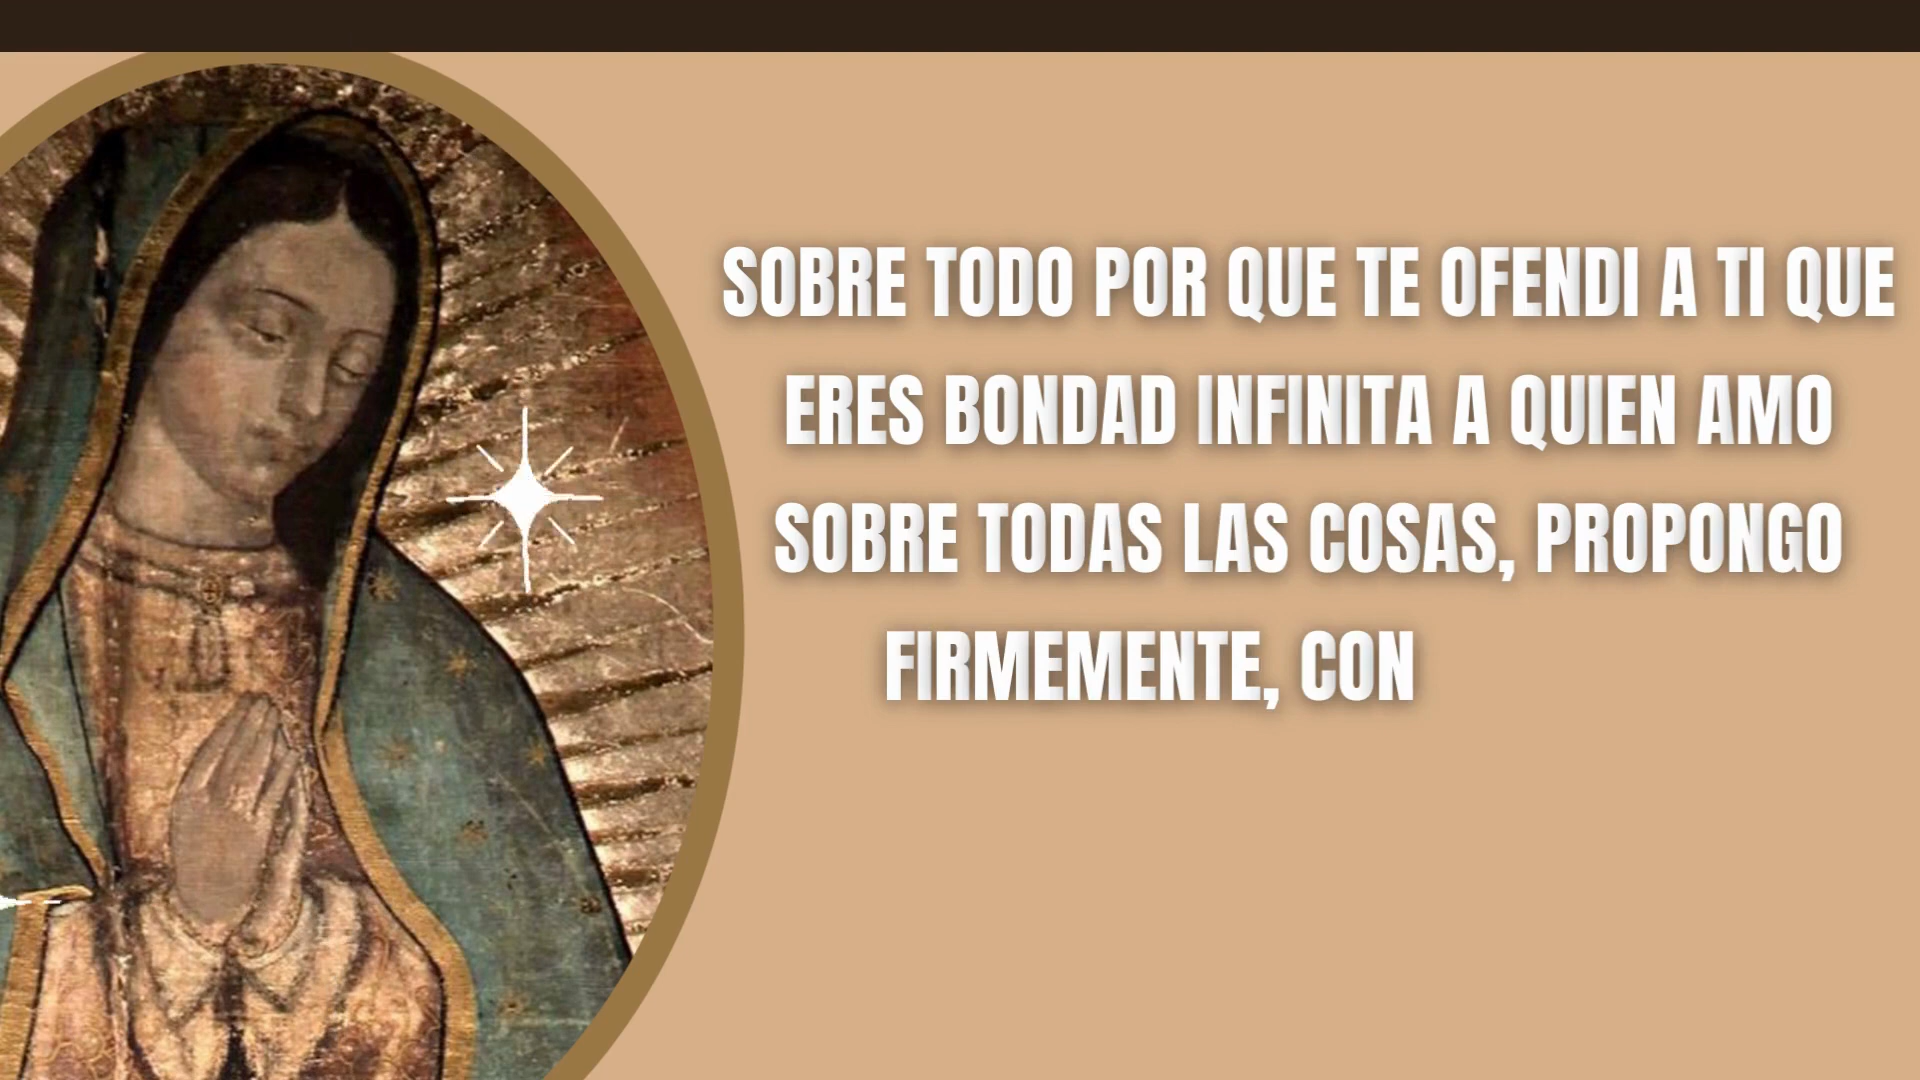 SOBRE TODO POR QUE TE OFENDI A TI QUE
ERES BONDAD INFINITA A QUIEN AMO
SOBRE TODAS LAS COSAS, PROPONGO
FIRMEMENTE, CON